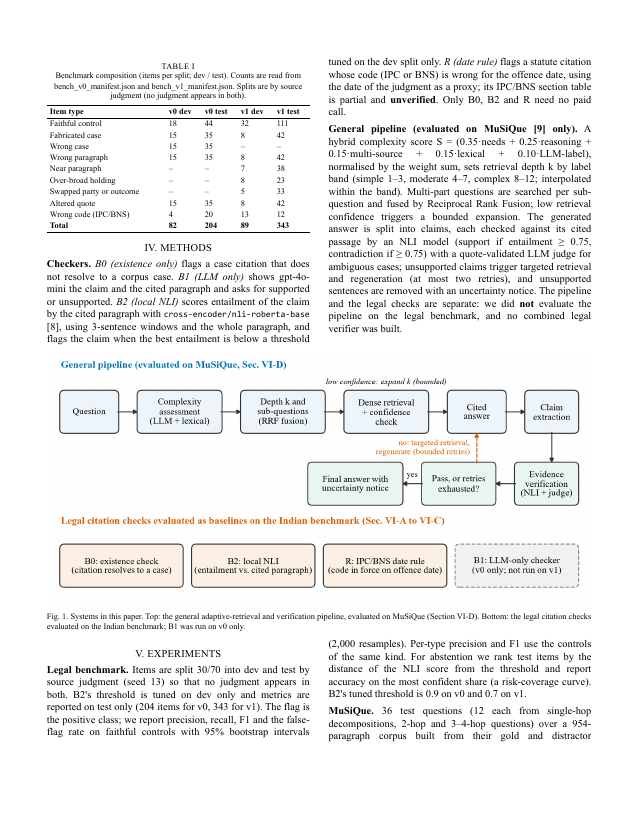 TABLE I
Benchmark composition (items per split; dev / test). Counts are read from
bench_v0_manifest.json and bench_v1_manifest.json. Splits are by source
judgment (no judgment appears in both).
Item type v0 dev v0 test v1 dev v1 test
Faithful control 18 44 32 111
Fabricated case 15 35 8 42
Wrong case 15 35 – –
Wrong paragraph 15 35 8 42
Near paragraph – – 7 38
Over-broad holding – – 8 23
Swapped party or outcome – – 5 33
Altered quote 15 35 8 42
Wrong code (IPC/BNS) 4 20 13 12
Total 82 204 89 343
IV. METHODS
Checkers. B0 (existence only) flags a case citation that does
not resolve to a corpus case. B1 (LLM only) shows gpt-4o-
mini the claim and the cited paragraph and asks for supported
or unsupported. B2 (local NLI) scores entailment of the claim
by the cited paragraph with cross-encoder/nli-roberta-base
[8], using 3-sentence windows and the whole paragraph, and
flags the claim when the best entailment is below a threshold
tuned on the dev split only. R (date rule) flags a statute citation
whose code (IPC or BNS) is wrong for the offence date, using
the date of the judgment as a proxy; its IPC/BNS section table
is partial and unverified. Only B0, B2 and R need no paid
call.
General pipeline (evaluated on MuSiQue [9] only). A
hybrid complexity score S = (0.35·needs + 0.25·reasoning +
0.15·multi-source + 0.15·lexical + 0.10·LLM-label),
normalised by the weight sum, sets retrieval depth k by label
band (simple 1–3, moderate 4–7, complex 8–12; interpolated
within the band). Multi-part questions are searched per sub-
question and fused by Reciprocal Rank Fusion; low retrieval
confidence triggers a bounded expansion. The generated
answer is split into claims, each checked against its cited
passage by an NLI model (support if entailment ≥ 0.75,
contradiction if ≥ 0.75) with a quote-validated LLM judge for
ambiguous cases; unsupported claims trigger targeted retrieval
and regeneration (at most two retries), and unsupported
sentences are removed with an uncertainty notice. The pipeline
and the legal checks are separate: we did not evaluate the
pipeline on the legal benchmark, and no combined legal
verifier was built.
General pipeline (evaluated on MuSiQue, Sec. VI-D)
low confidence: expand k (bounded)
Question
Complexity
assessment
(LLM + lexical)
Depth k and
sub-questions
(RRF fusion)
Dense retrieval
+ confidence
check
Cited
answer
Claim
extraction
no: targeted retrieval,
regenerate (bounded retries)
Final answer with
uncertainty notice
yes
Pass, or retries
exhausted?
Evidence
verification
(NLI + judge)
Legal citation checks evaluated as baselines on the Indian benchmark (Sec. VI-A to VI-C)
B0: existence check
(citation resolves to a case)
B2: local NLI
(entailment vs. cited paragraph)
R: IPC/BNS date rule
(code in force on offence date)
B1: LLM-only checker
(v0 only; not run on v1)
Fig. 1. Systems in this paper. Top: the general adaptive-retrieval and verification pipeline, evaluated on MuSiQue (Section VI-D). Bottom: the legal citation checks
evaluated on the Indian benchmark; B1 was run on v0 only.
V. EXPERIMENTS
Legal benchmark. Items are split 30/70 into dev and test by
source judgment (seed 13) so that no judgment appears in
both. B2's threshold is tuned on dev only and metrics are
reported on test only (204 items for v0, 343 for v1). The flag is
the positive class; we report precision, recall, F1 and the false-
flag rate on faithful controls with 95% bootstrap intervals
(2,000 resamples). Per-type precision and F1 use the controls
of the same kind. For abstention we rank test items by the
distance of the NLI score from the threshold and report
accuracy on the most confident share (a risk-coverage curve).
B2's tuned threshold is 0.9 on v0 and 0.7 on v1.
MuSiQue. 36 test questions (12 each from single-hop
decompositions, 2-hop and 3–4-hop questions) over a 954-
paragraph corpus built from their gold and distractor